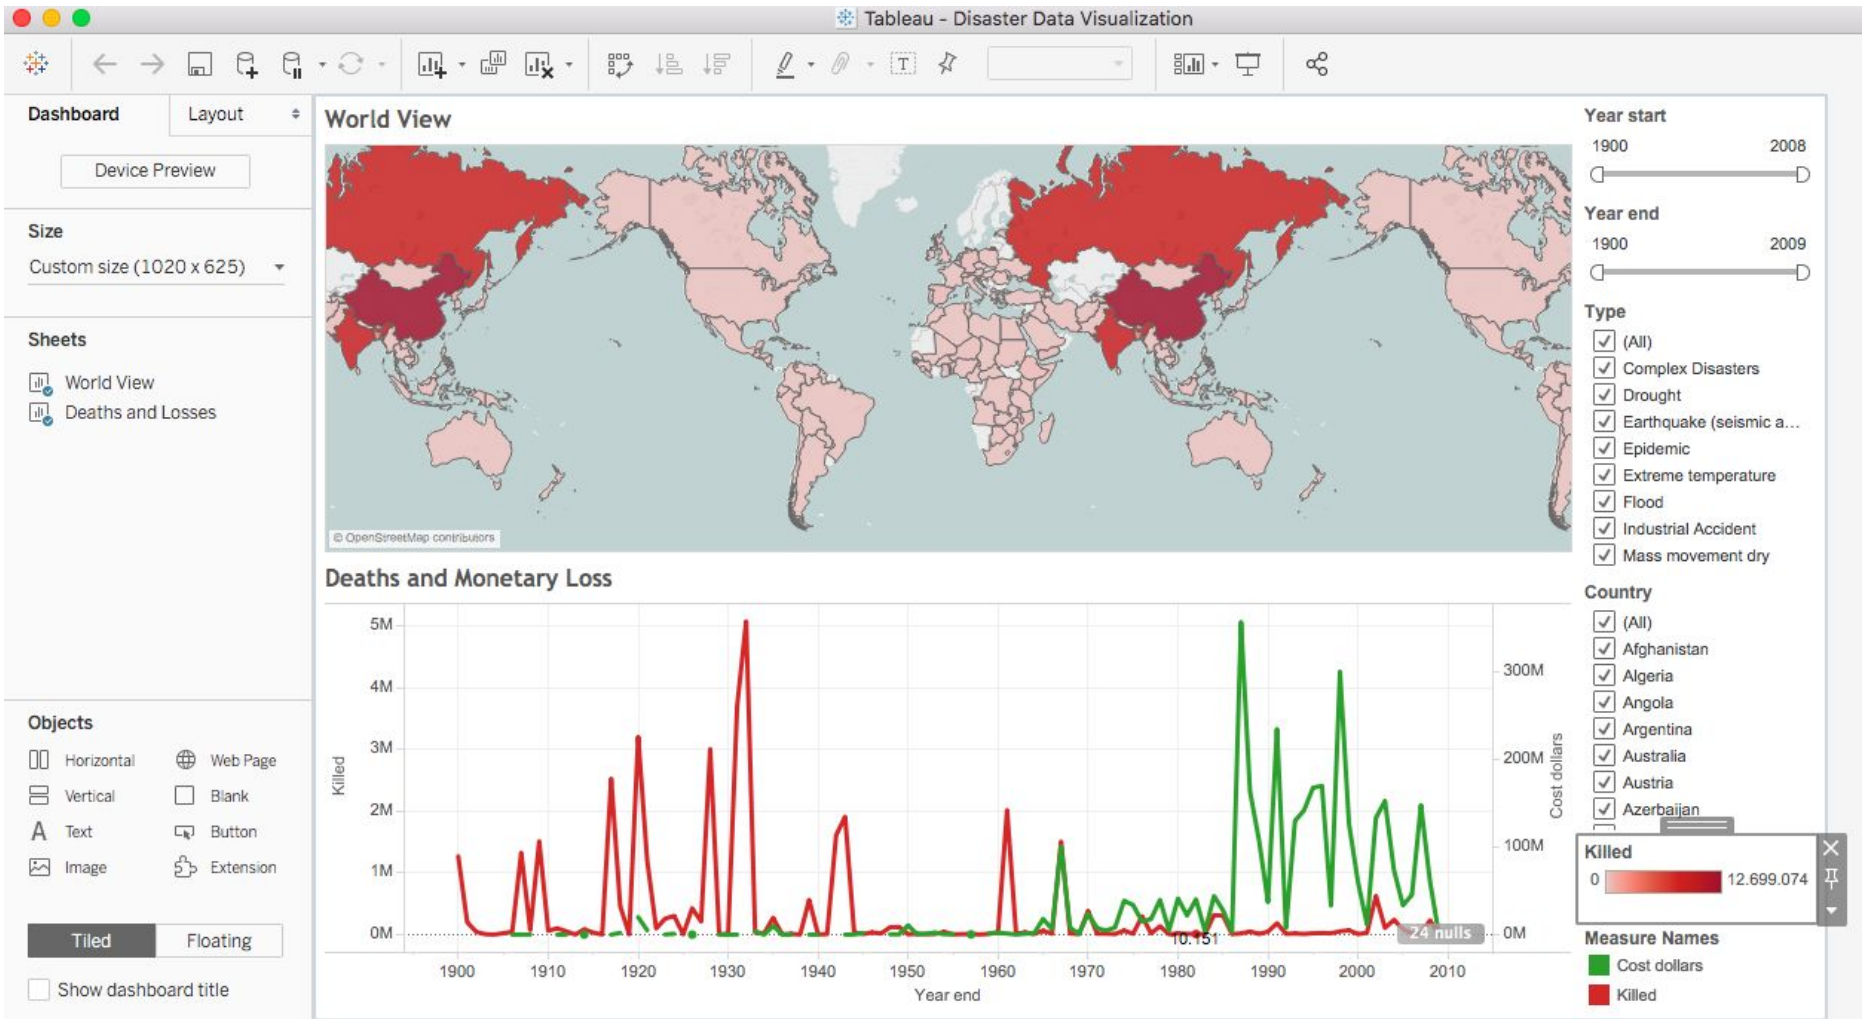 Tableau - Disaster Data Visualization
Dashboard
Layout
Device Preview
Size
Custom size (1020 x 625)
Sheets
World View
Deaths and Losses
Objects
Horizontal
Web Page
Vertical
Blank
A Text
Button
Image
Extension
Tiled
Floating
Show dashboard title
World View
© OpenStreetMap contributors
Deaths and Monetary Loss
5M
4M
3M
2M
1M
0M
Killed
300M
200M
100M
0M
Cost dollars
10.151
24 nulls
1900 1910 1920 1930 1940 1950 1960 1970 1980 1990 2000 2010
Year end
Year start
1900 2008
Year end
1900 2009
Type
(All)
Complex Disasters
Drought
Earthquake (seismic a...
Epidemic
Extreme temperature
Flood
Industrial Accident
Mass movement dry
Country
(All)
Afghanistan
Algeria
Angola
Argentina
Australia
Austria
Azerbaijan
Killed
0 12.699.074
Measure Names
Cost dollars
Killed